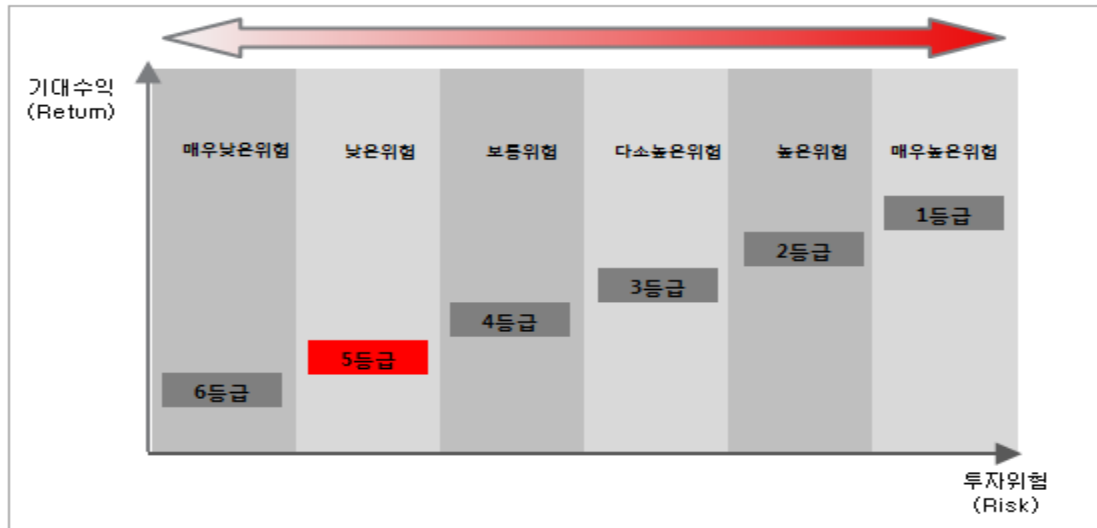 기대수익
(Return)
매우낮은위험
낮은위험
보통위험
다소높은위험
높은위험
매우높은위험
1등급
2등급
3등급
4등급
5등급
6등급
투자위험
(Risk)